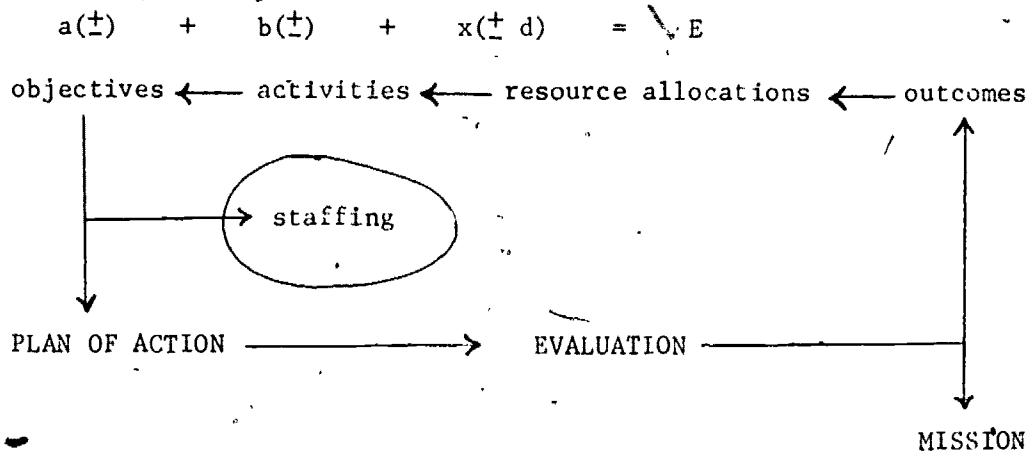 a(±) + b(±) + x(± d) = E
objectives ← activities ← resource allocations ← outcomes
staffing
PLAN OF ACTION → EVALUATION
MISSION